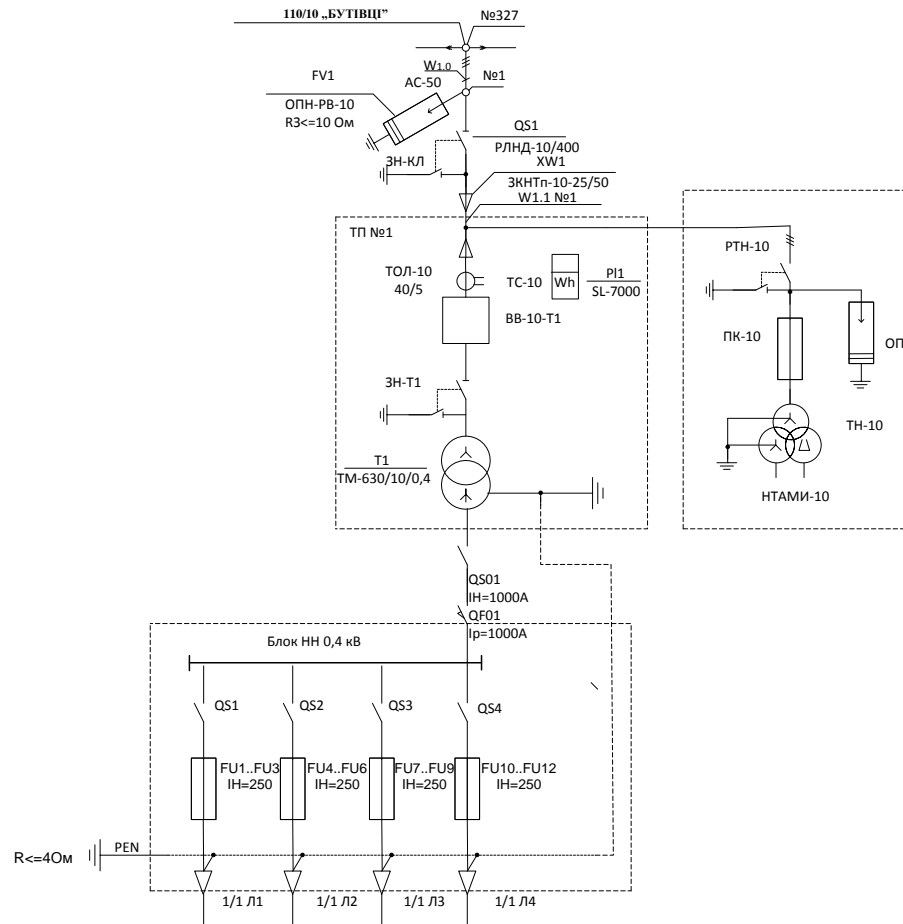 110/10 „БУТІВЦІ”
№327
W1.0
АС-50
№1
FV1
ОПН-РВ-10
RЗ<=10 Ом
QS1
РЛНД-10/400
ЗН-КЛ
XW1
ЗКНТп-10-25/50
W1.1 №1
ТП №1
РТН-10
ТОЛ-10
40/5
ТС-10
Wh
PI1
SL-7000
ВВ-10-Т1
ПК-10
ОП
ЗН-Т1
ТН-10
Т1
ТМ-630/10/0,4
НТАМИ-10
QS01
IH=1000A
QF01
Ip=1000A
Блок НН 0,4 кВ
QS1
QS2
QS3
QS4
FU1..FU3
IH=250
FU4..FU6
IH=250
FU7..FU9
IH=250
FU10..FU12
IH=250
R<=4Ом
PEN
1/1 Л1
1/1 Л2
1/1 Л3
1/1 Л4